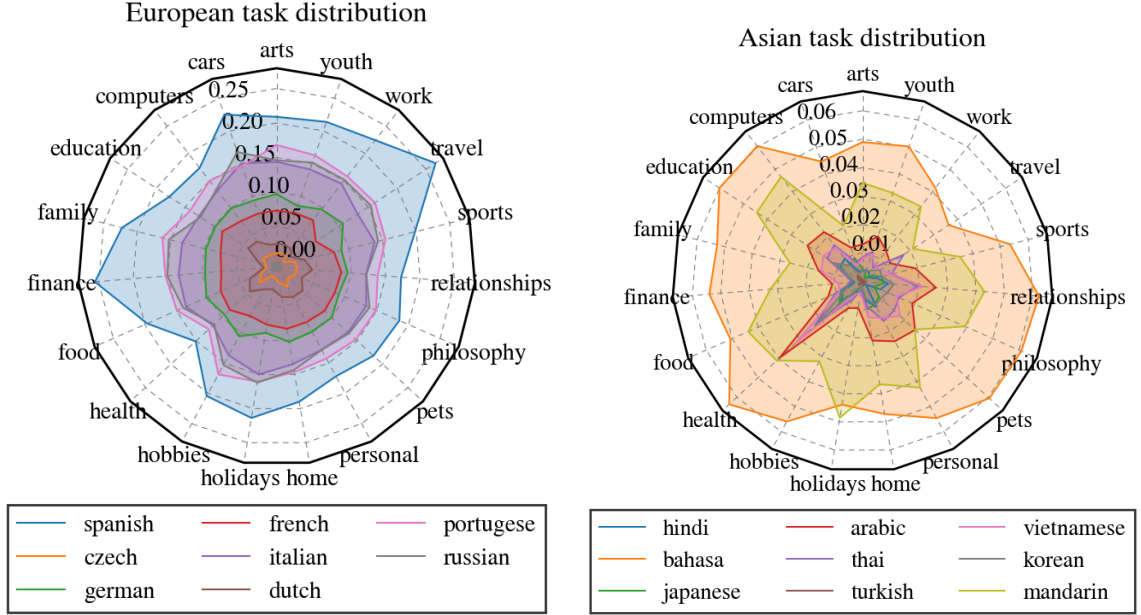 European task distribution
arts
youth
work
travel
sports
relationships
philosophy
pets
personal
home
holidays
hobbies
health
food
finance
family
education
computers
cars
0.25
0.20
0.15
0.10
0.05
0.00
spanish
czech
german
french
italian
dutch
portugese
russian
Asian task distribution
arts
youth
work
travel
sports
relationships
philosophy
pets
personal
home
holidays
hobbies
health
food
finance
family
education
computers
cars
0.06
0.05
0.04
0.03
0.02
0.01
hindi
bahasa
japanese
arabic
thai
turkish
vietnamese
korean
mandarin